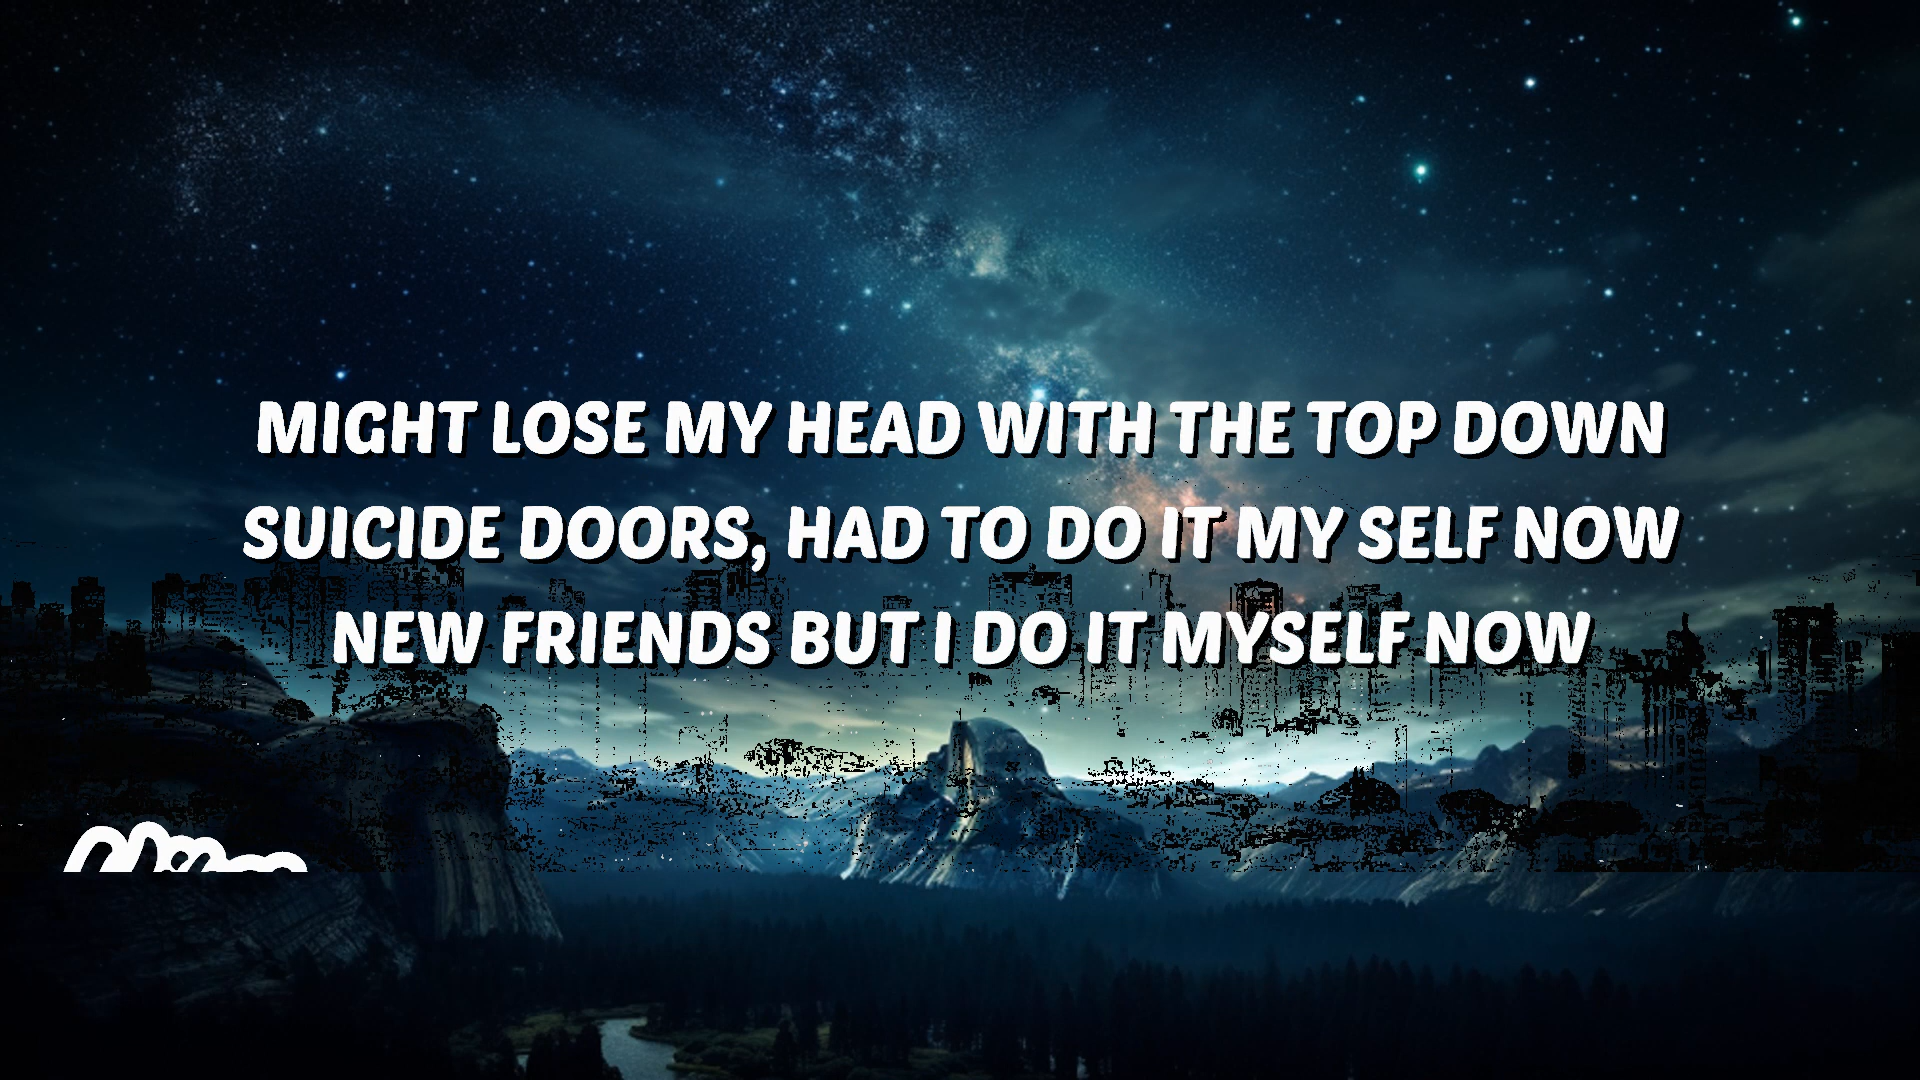 MIGHT LOSE MY HEAD WITH THE TOP DOWN
SUICIDE DOORS, HAD TO DO IT MY SELF NOW
NEW FRIENDS BUT I DO IT MYSELF NOW